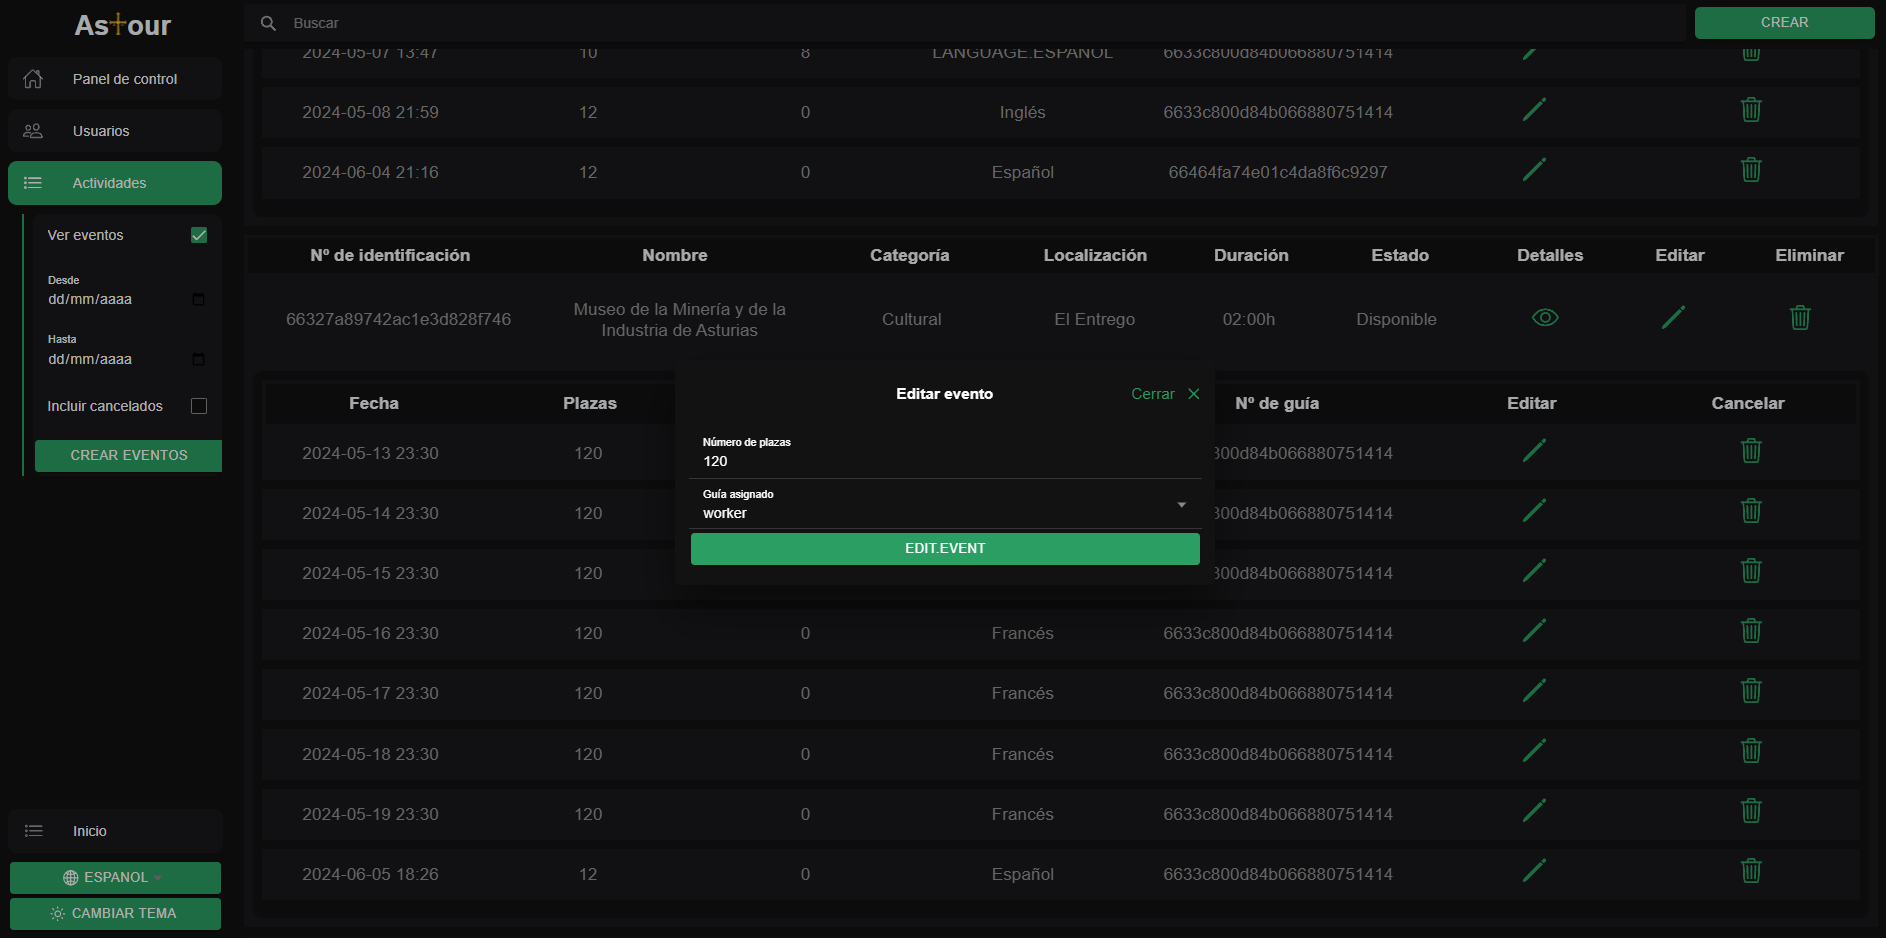 Astour
Buscar
CREAR
Panel de control
Usuarios
Actividades
Ver eventos
Desde
dd/mm/aaaa
Hasta
dd/mm/aaaa
Incluir cancelados
CREAR EVENTOS
Inicio
ESPANOL
CAMBIAR TEMA
2024-05-07 13:47 10 8 LANGUAGE.ESPANOL 6633c800d84b066880751414
2024-05-08 21:59 12 0 Inglés 6633c800d84b066880751414
2024-06-04 21:16 12 0 Español 66464fa74e01c4da8f6c9297
Nº de identificación Nombre Categoría Localización Duración Estado Detalles Editar Eliminar
66327a89742ac1e3d828f746 Museo de la Minería y de la Industria de Asturias Cultural El Entrego 02:00h Disponible
Fecha Plazas Nº de guía Editar Cancelar
2024-05-13 23:30 120 300d84b066880751414
2024-05-14 23:30 120 300d84b066880751414
2024-05-15 23:30 120 300d84b066880751414
2024-05-16 23:30 120 0 Francés 6633c800d84b066880751414
2024-05-17 23:30 120 0 Francés 6633c800d84b066880751414
2024-05-18 23:30 120 0 Francés 6633c800d84b066880751414
2024-05-19 23:30 120 0 Francés 6633c800d84b066880751414
2024-06-05 18:26 12 0 Español 6633c800d84b066880751414
Editar evento
Cerrar
Número de plazas
120
Guía asignado
worker
EDIT.EVENT